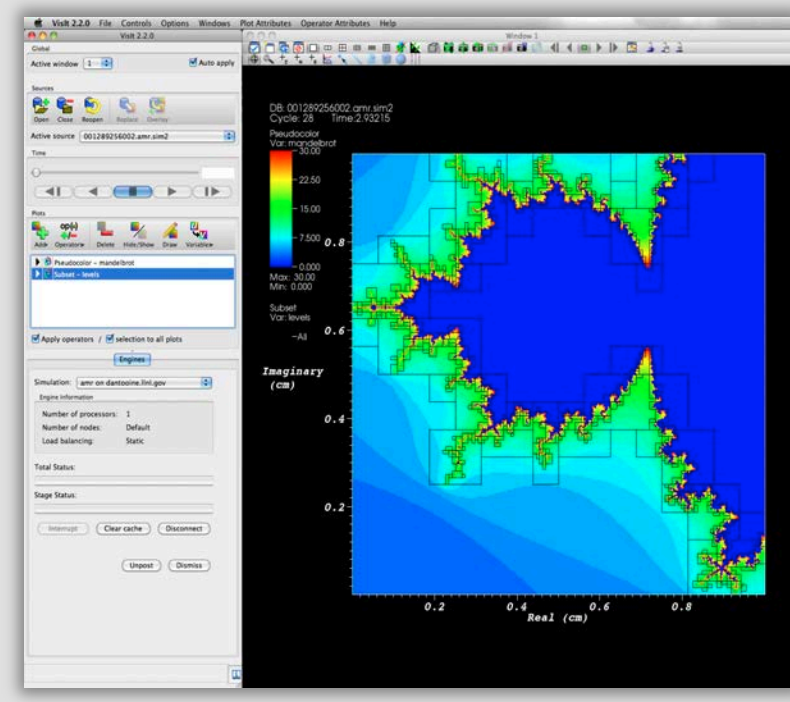 VisIt 2.2.0 File Controls Options Windows Plot Attributes Operator Attributes Help
VisIt 2.2.0
Global
Active window 1
Auto apply
Sources
Open Close Reopen Replace Overlay
Active source 001289256002.amr.sim2
Time
Plots
Add Operators Delete Hide/Show Draw Variables
Pseudocolor - mandelbrot
Subset - levels
Apply operators / selection to all plots
Engines
Simulation: amr on dantooine.llnl.gov
Engine Information
Number of processors: 1
Number of nodes: Default
Load balancing: Static
Total Status:
Stage Status:
Interrupt Clear cache Disconnect
Unpost Dismiss
Window 1
DB: 001289256002.amr.sim2
Cycle: 28 Time:2.93215
Pseudocolor
Var: mandelbrot
30.00
22.50
15.00
7.500
0.000
Max: 30.00
Min: 0.000
Subset
Var: levels
All
Imaginary
(cm)
0.8
0.6
0.4
0.2
0.2 0.4 0.6 0.8
Real (cm)